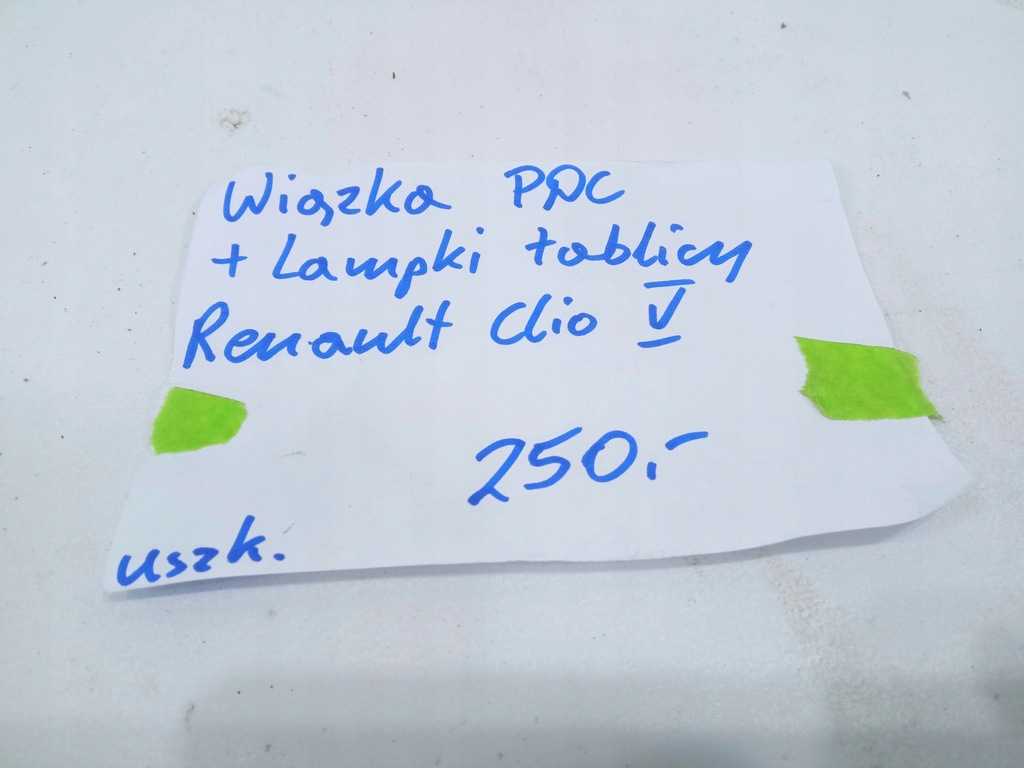 Wiązka PDC
+ Lampki tablicy
Renault Clio V
250.-
uszk.